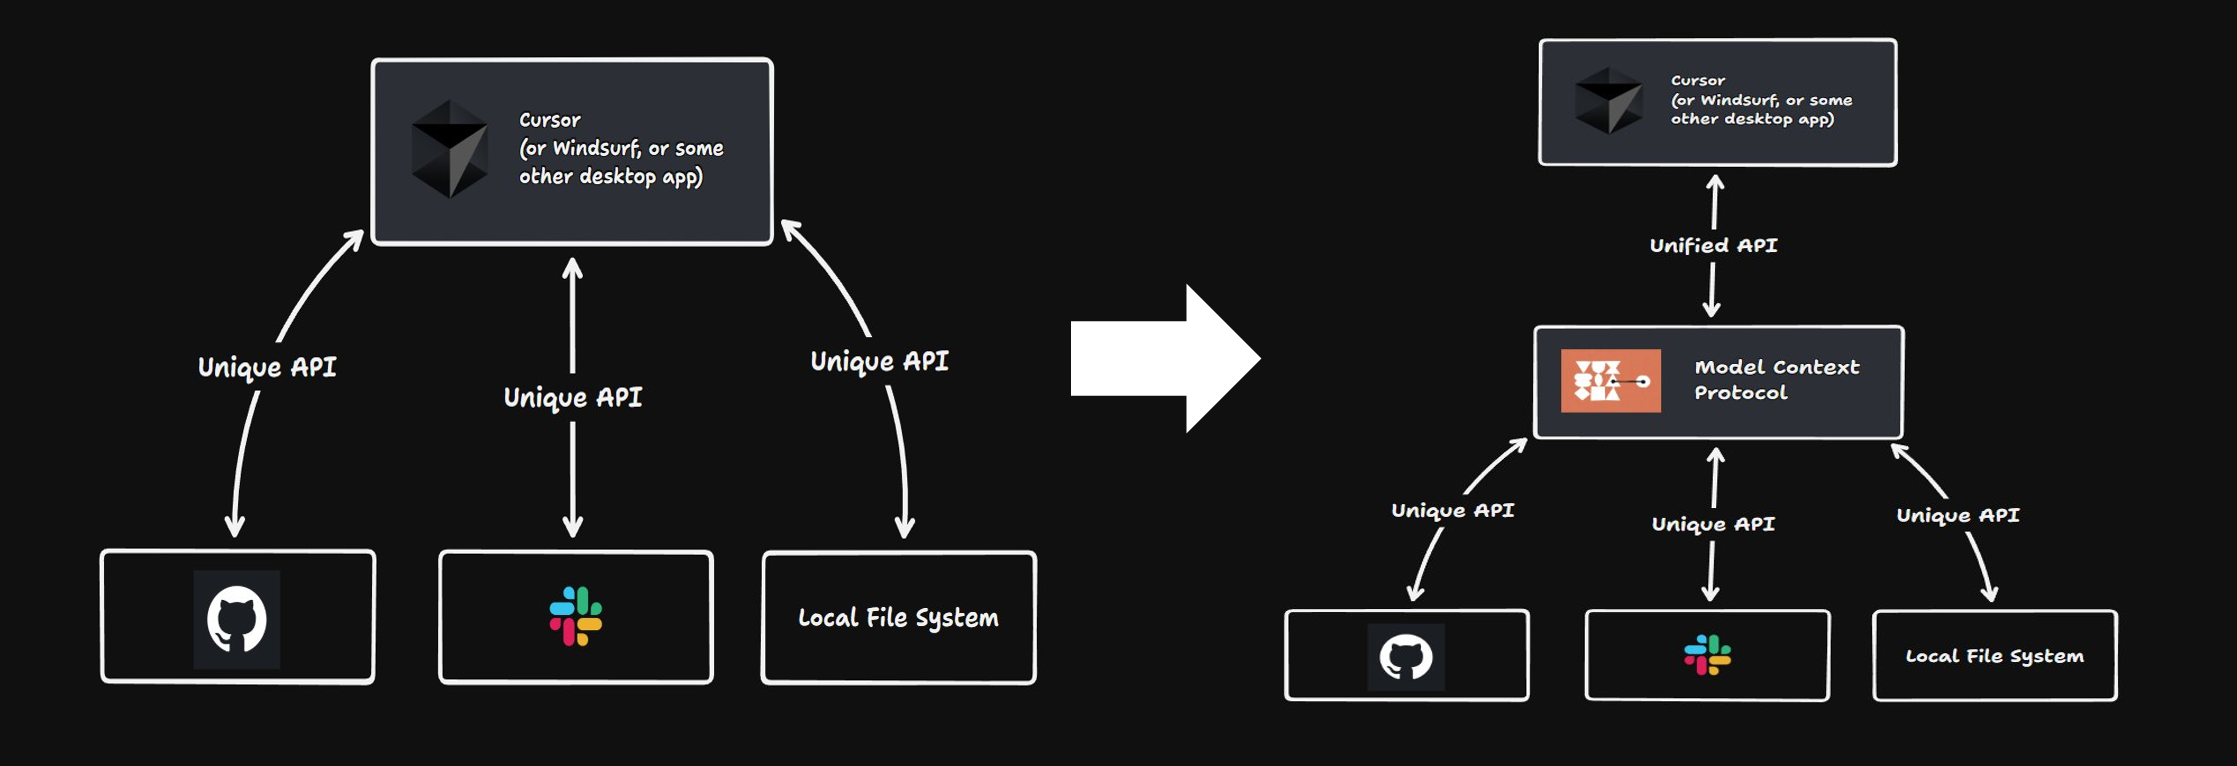 Cursor
(or Windsurf, or some
other desktop app)
Unique API
Unique API
Unique API
Local File System
Cursor
(or Windsurf, or some
other desktop app)
Unified API
Model Context
Protocol
Unique API
Unique API
Unique API
Local File System